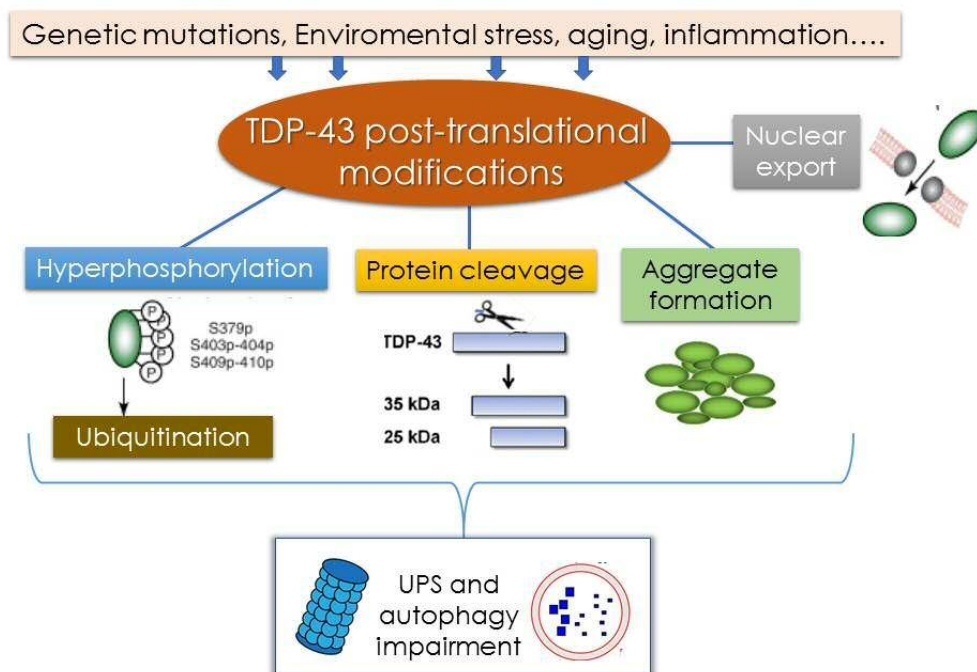 Genetic mutations, Enviromental stress, aging, inflammation....
TDP-43 post-translational
modifications
Nuclear
export
Hyperphosphorylation
Protein cleavage
Aggregate
formation
P
P
P
P
P
S379p
S403p-404p
S409p-410p
TDP-43
35 kDa
25 kDa
Ubiquitination
UPS and
autophagy
impairment